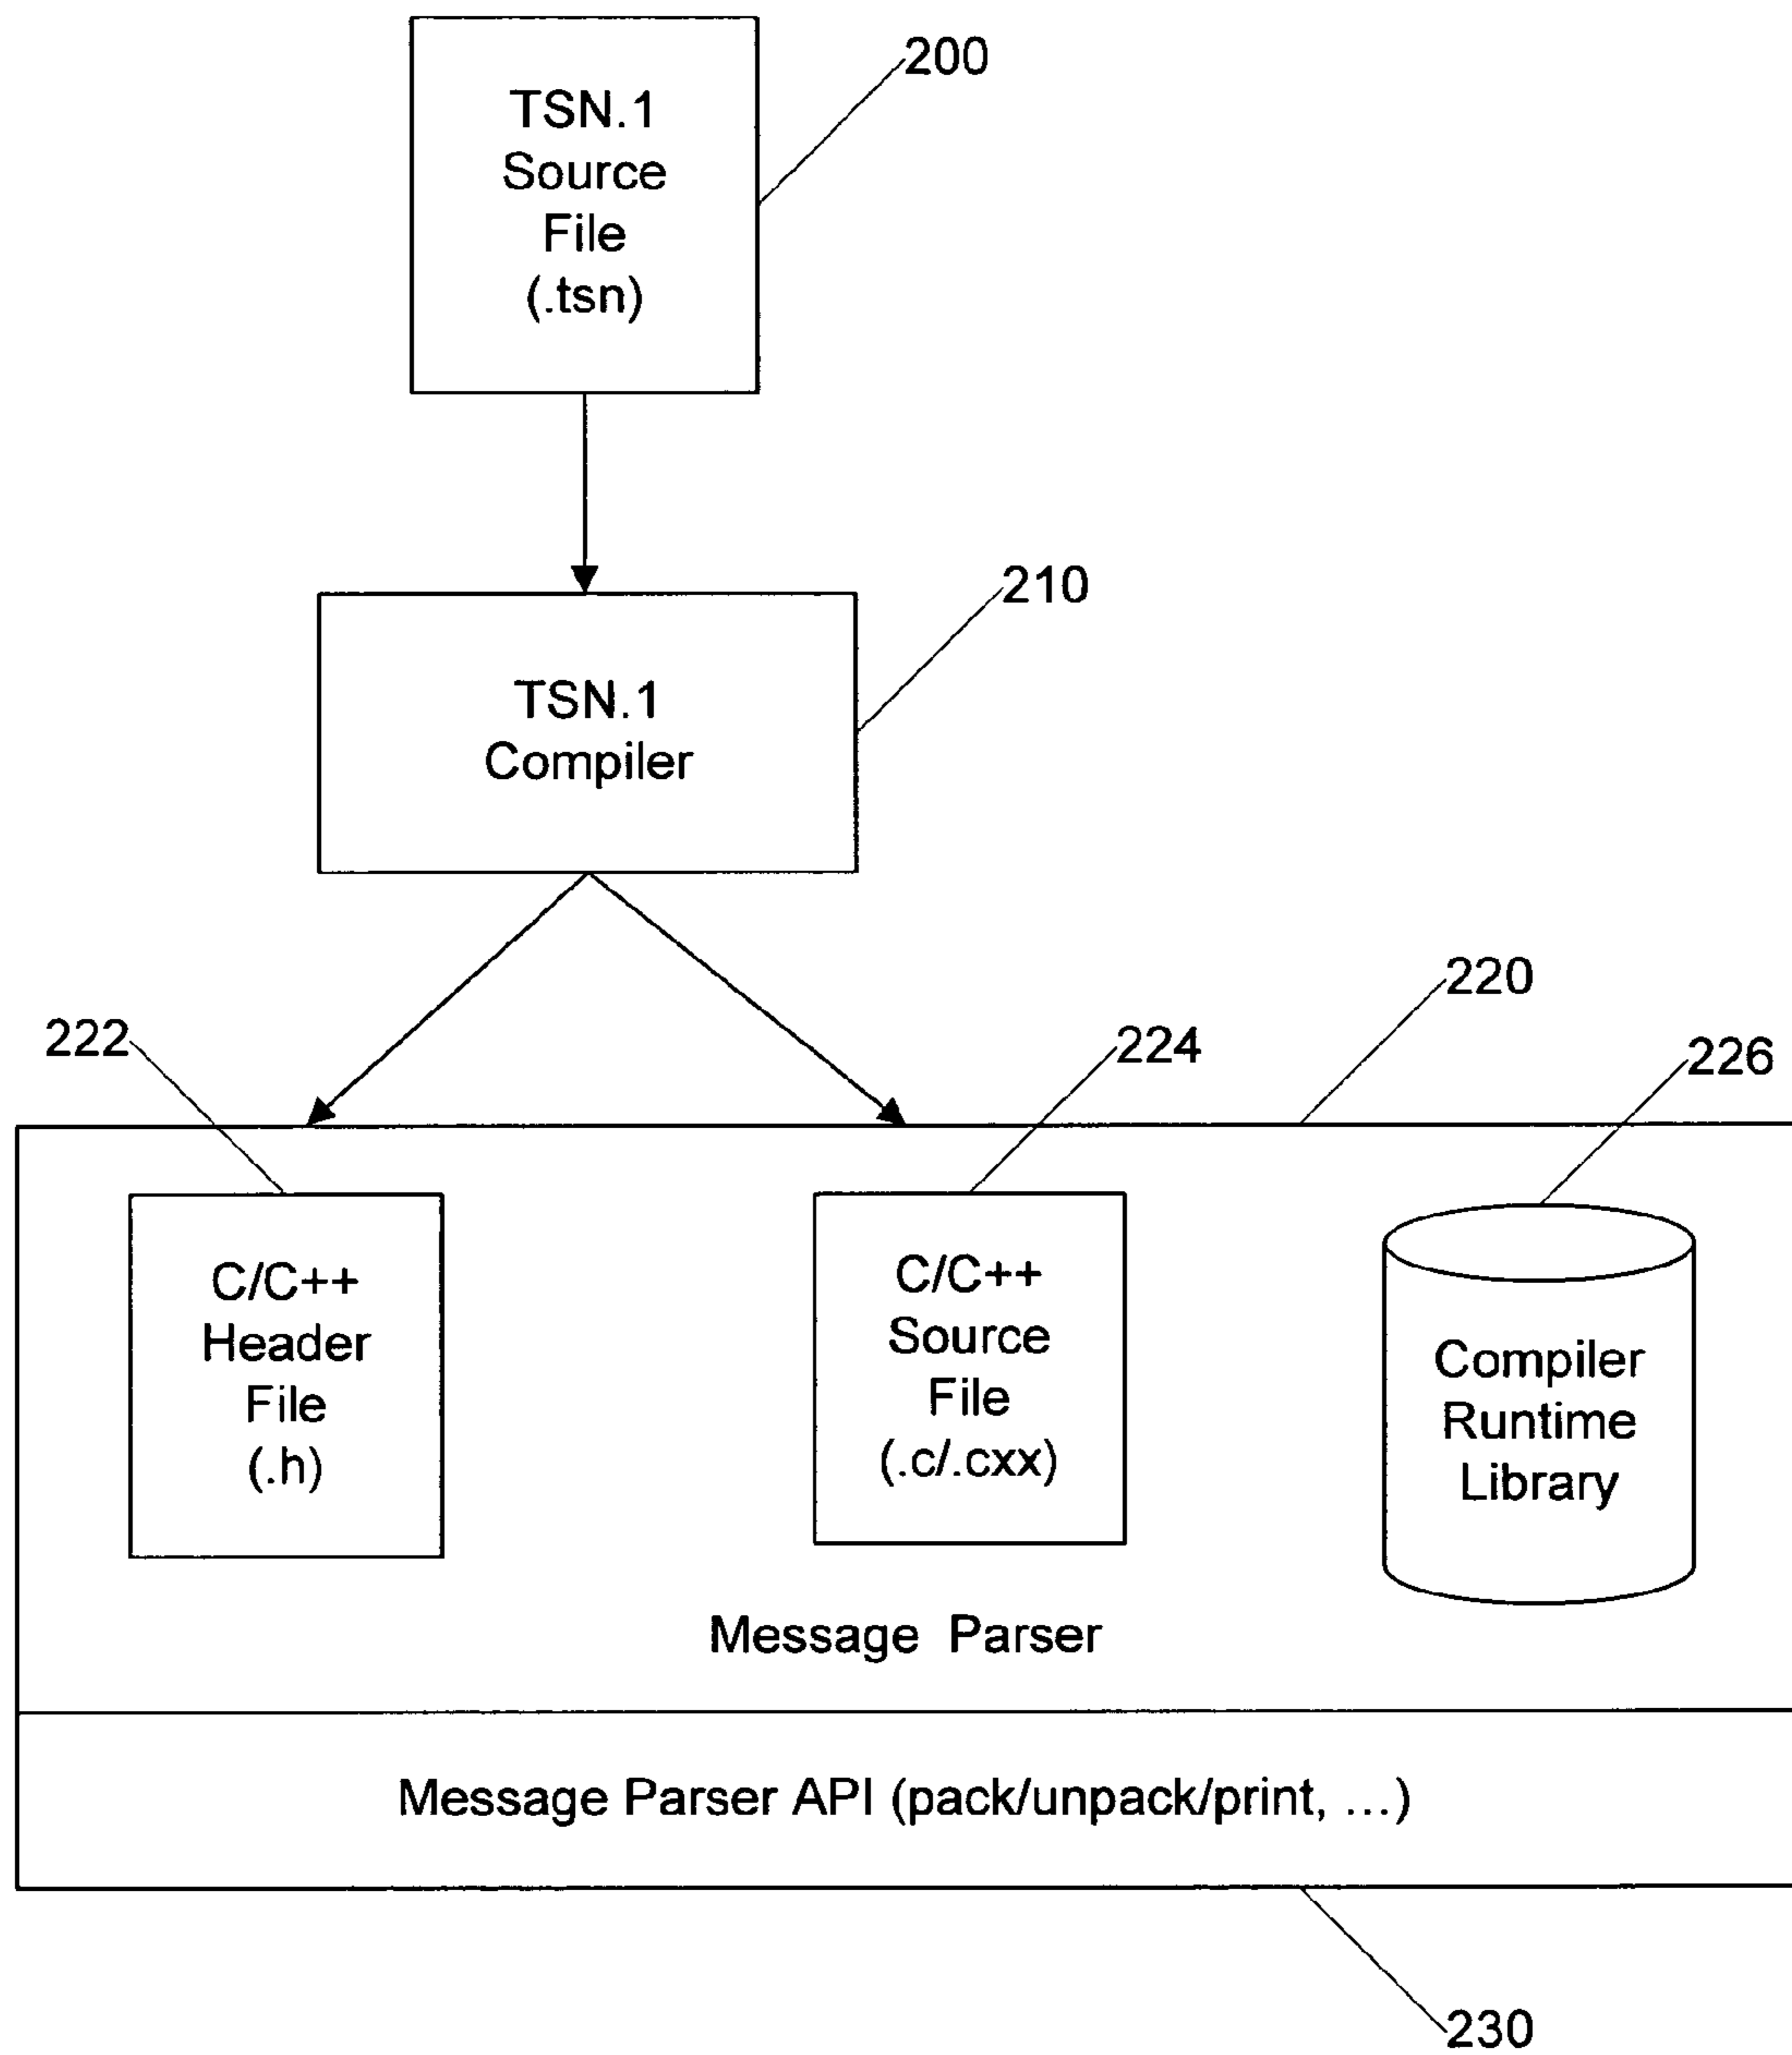 200
TSN.1
Source
File
(.tsn)
210
TSN.1
Compiler
220
222
224
226
C/C++
Header
File
(.h)
C/C++
Source
File
(.c/.cxx)
Compiler
Runtime
Library
Message Parser
Message Parser API (pack/unpack/print, ...)
230